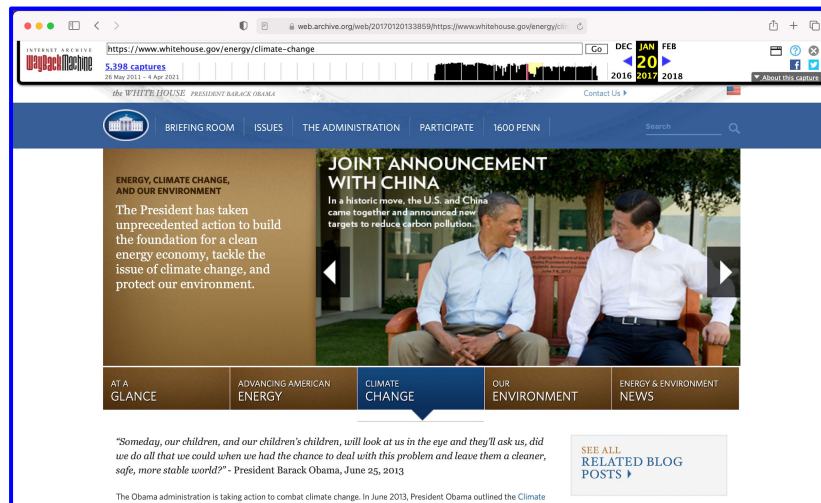 web.archive.org/web/20170120133859/https://www.whitehouse.gov/energy/clim
INTERNET ARCHIVE
WayBackMachine
https://www.whitehouse.gov/energy/climate-change
Go
DEC JAN FEB
20
2016 2017 2018
5,398 captures
26 May 2011 – 4 Apr 2021
About this capture
the WHITE HOUSE PRESIDENT BARACK OBAMA
Contact Us
BRIEFING ROOM
ISSUES
THE ADMINISTRATION
PARTICIPATE
1600 PENN
Search
ENERGY, CLIMATE CHANGE,
AND OUR ENVIRONMENT
The President has taken
unprecedented action to build
the foundation for a clean
energy economy, tackle the
issue of climate change, and
protect our environment.
JOINT ANNOUNCEMENT
WITH CHINA
In a historic move, the U.S. and China
came together and announced new
targets to reduce carbon pollution.
AT A
GLANCE
ADVANCING AMERICAN
ENERGY
CLIMATE
CHANGE
OUR
ENVIRONMENT
ENERGY & ENVIRONMENT
NEWS
“Someday, our children, and our children’s children, will look at us in the eye and they'll ask us, did
we do all that we could when we had the chance to deal with this problem and leave them a cleaner,
safe, more stable world?” - President Barack Obama, June 25, 2013
SEE ALL
RELATED BLOG
POSTS
The Obama administration is taking action to combat climate change. In June 2013, President Obama outlined the Climate